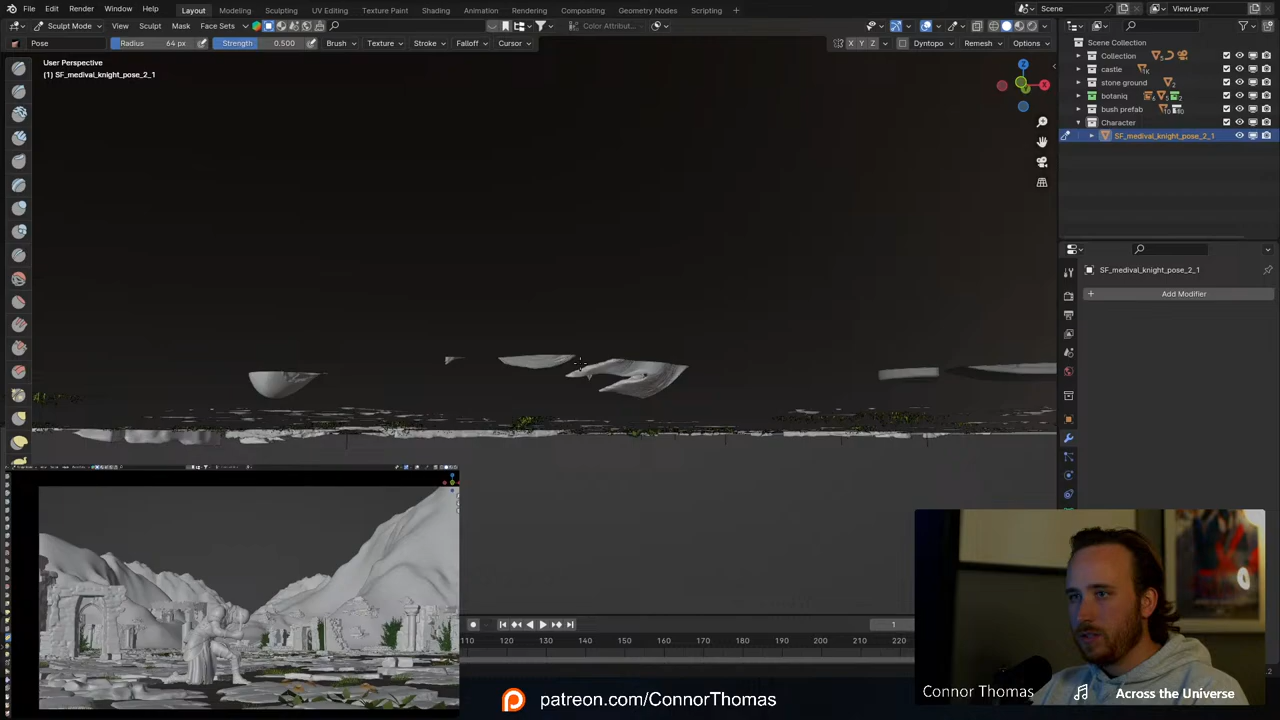 File Edit Render Window Help Layout Modeling Sculpting UV Editing Texture Paint Shading Animation Rendering Compositing Geometry Nodes Scripting + Scene ViewLayer
Sculpt Mode View Sculpt Mask Face Sets Color Attribut...
Pose Radius 64 px Strength 0.500 Brush Texture Stroke Falloff Cursor X Y Z Dyntopo Remesh Options
Scene Collection
Collection
castle
stone ground
botaniq
bush prefab
Character
SF_medival_knight_pose_2_1
User Perspective
(1) SF_medival_knight_pose_2_1
SF_medival_knight_pose_2_1
Add Modifier
1
110 120 130 140 150 160 170 180 190 200 210 220
patreon.com/ConnorThomas
Connor Thomas Across the Universe